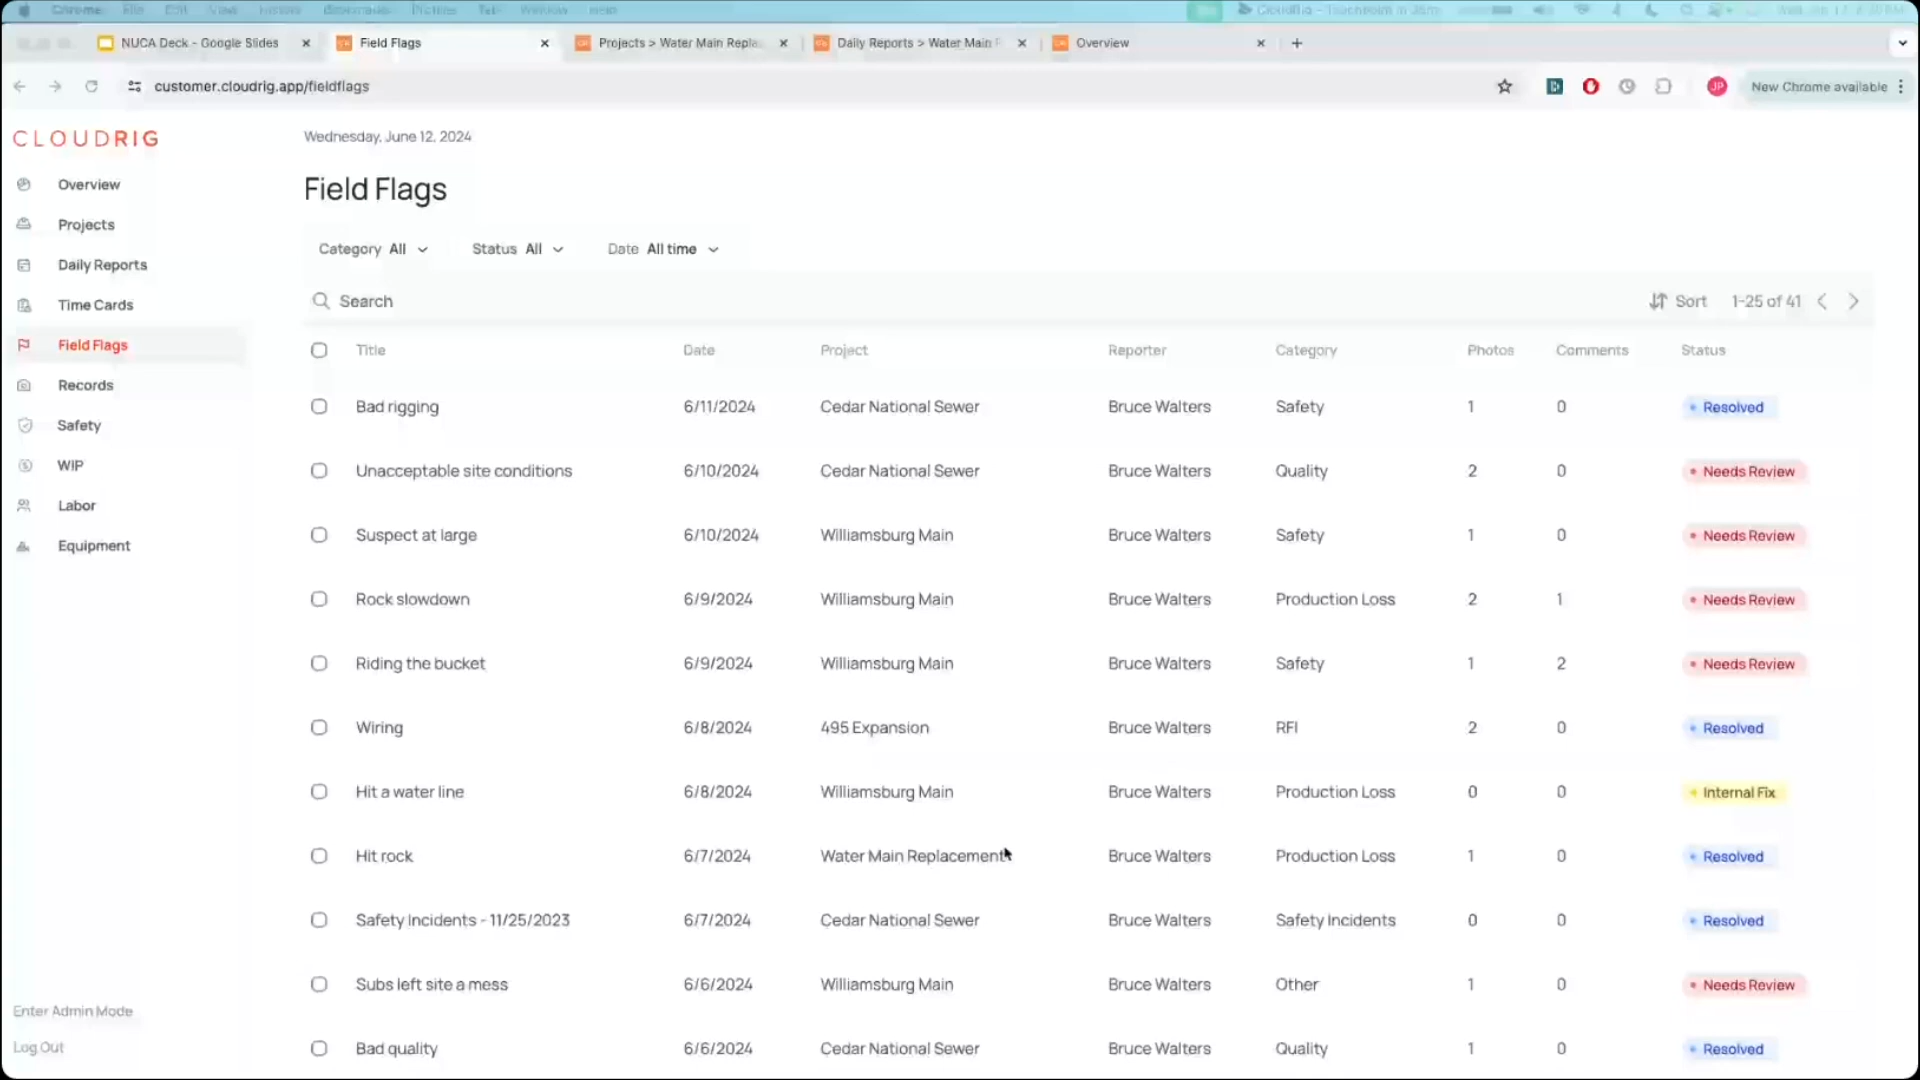 Chrome File Edit View History Bookmarks Profiles Tab Window Help
NUCA Deck - Google Slides
Field Flags
Projects > Water Main Repla
Daily Reports > Water Main
Overview
customer.cloudrig.app/fieldflags
JP
New Chrome available
CLOUDRIG
Overview
Projects
Daily Reports
Time Cards
Field Flags
Records
Safety
WIP
Labor
Equipment
Enter Admin Mode
Log Out
Wednesday, June 12, 2024
Field Flags
Category All Status All Date All time
Search Sort 1-25 of 41
Title Date Project Reporter Category Photos Comments Status
Bad rigging 6/11/2024 Cedar National Sewer Bruce Walters Safety 1 0 Resolved
Unacceptable site conditions 6/10/2024 Cedar National Sewer Bruce Walters Quality 2 0 Needs Review
Suspect at large 6/10/2024 Williamsburg Main Bruce Walters Safety 1 0 Needs Review
Rock slowdown 6/9/2024 Williamsburg Main Bruce Walters Production Loss 2 1 Needs Review
Riding the bucket 6/9/2024 Williamsburg Main Bruce Walters Safety 1 2 Needs Review
Wiring 6/8/2024 495 Expansion Bruce Walters RFI 2 0 Resolved
Hit a water line 6/8/2024 Williamsburg Main Bruce Walters Production Loss 0 0 Internal Fix
Hit rock 6/7/2024 Water Main Replacement Bruce Walters Production Loss 1 0 Resolved
Safety Incidents - 11/25/2023 6/7/2024 Cedar National Sewer Bruce Walters Safety Incidents 0 0 Resolved
Subs left site a mess 6/6/2024 Williamsburg Main Bruce Walters Other 1 0 Needs Review
Bad quality 6/6/2024 Cedar National Sewer Bruce Walters Quality 1 0 Resolved